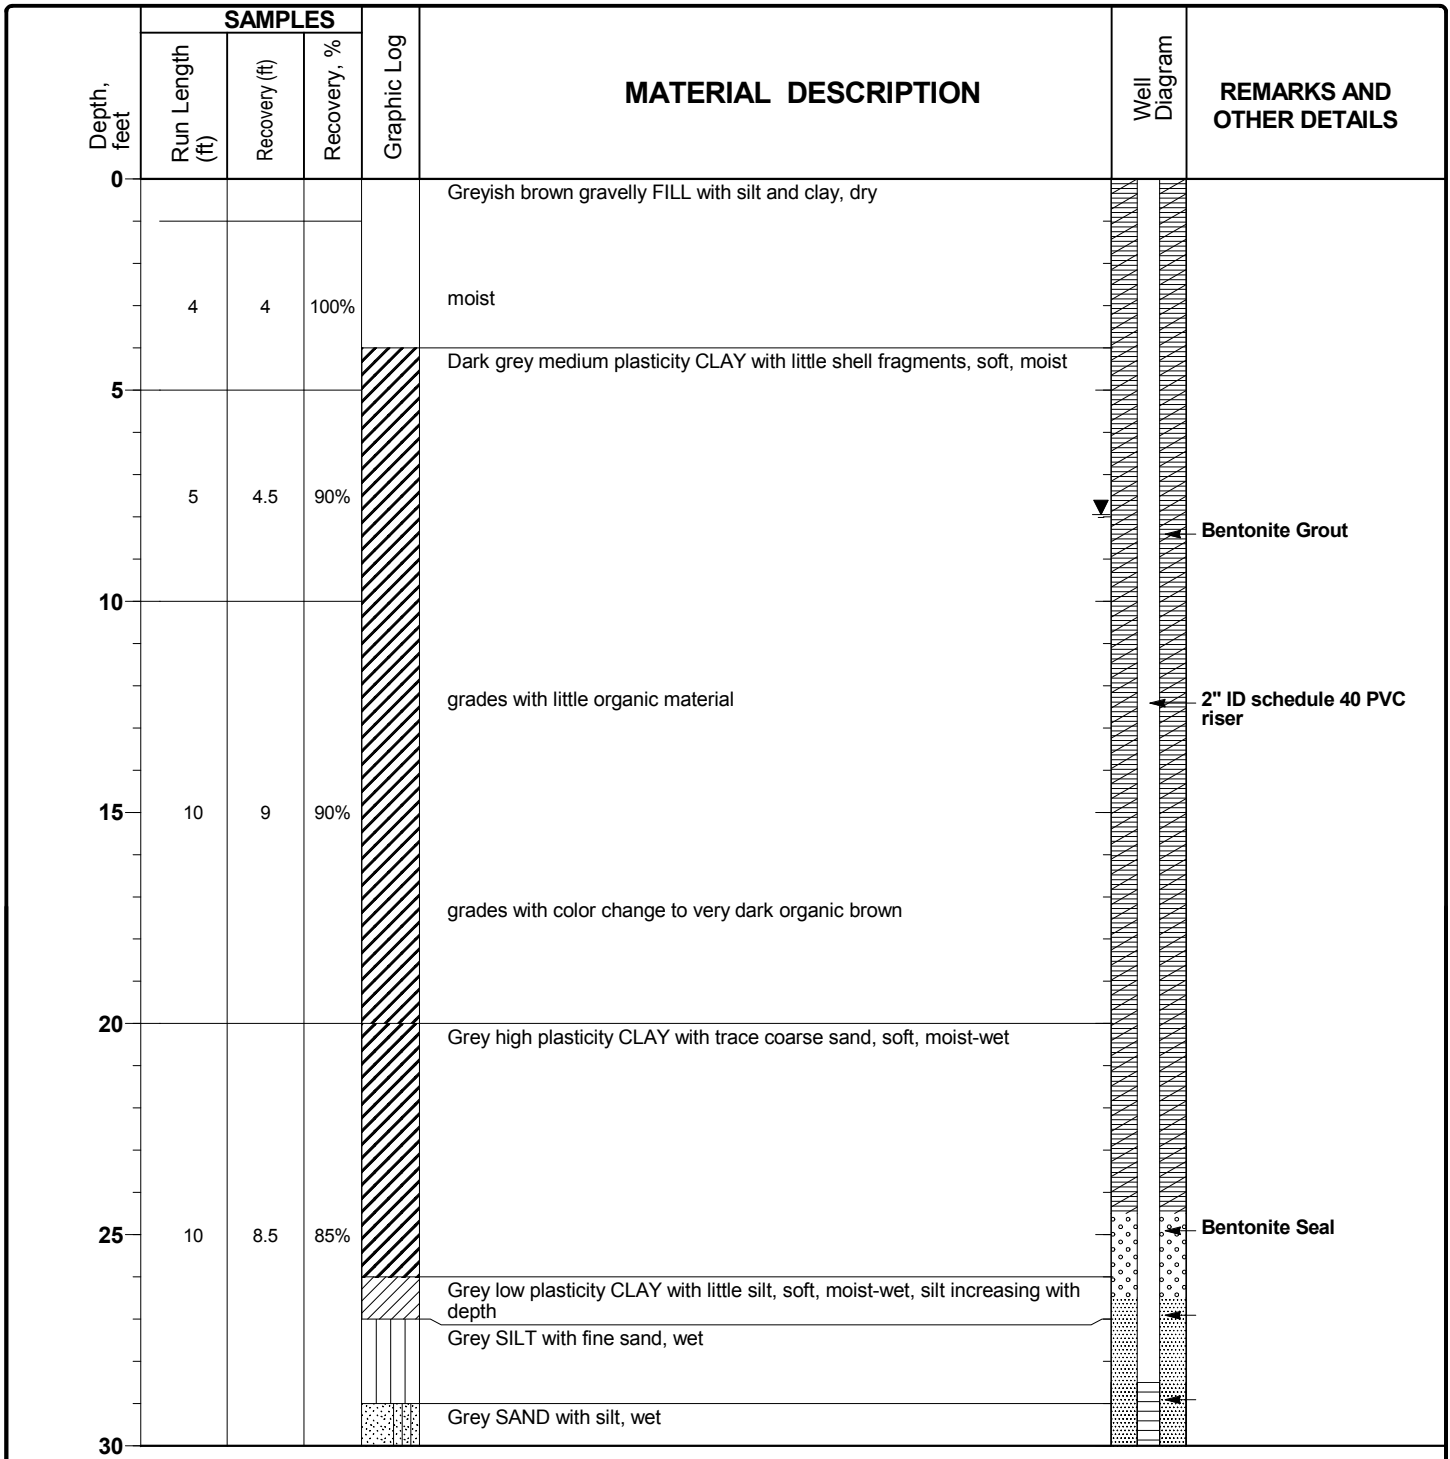 SAMPLES
Depth,
feet
Run Length
(ft)
Recovery (ft)
Recovery, %
Graphic Log
MATERIAL DESCRIPTION
Well
Diagram
REMARKS AND
OTHER DETAILS
0
Greyish brown gravelly FILL with silt and clay, dry
moist
4 4 100%
Dark grey medium plasticity CLAY with little shell fragments, soft, moist
5
5 4.5 90%
Bentonite Grout
10
grades with little organic material
2" ID schedule 40 PVC
riser
15 10 9 90%
grades with color change to very dark organic brown
20
Grey high plasticity CLAY with trace coarse sand, soft, moist-wet
25 10 8.5 85%
Bentonite Seal
Grey low plasticity CLAY with little silt, soft, moist-wet, silt increasing with
depth
Grey SILT with fine sand, wet
Grey SAND with silt, wet
30